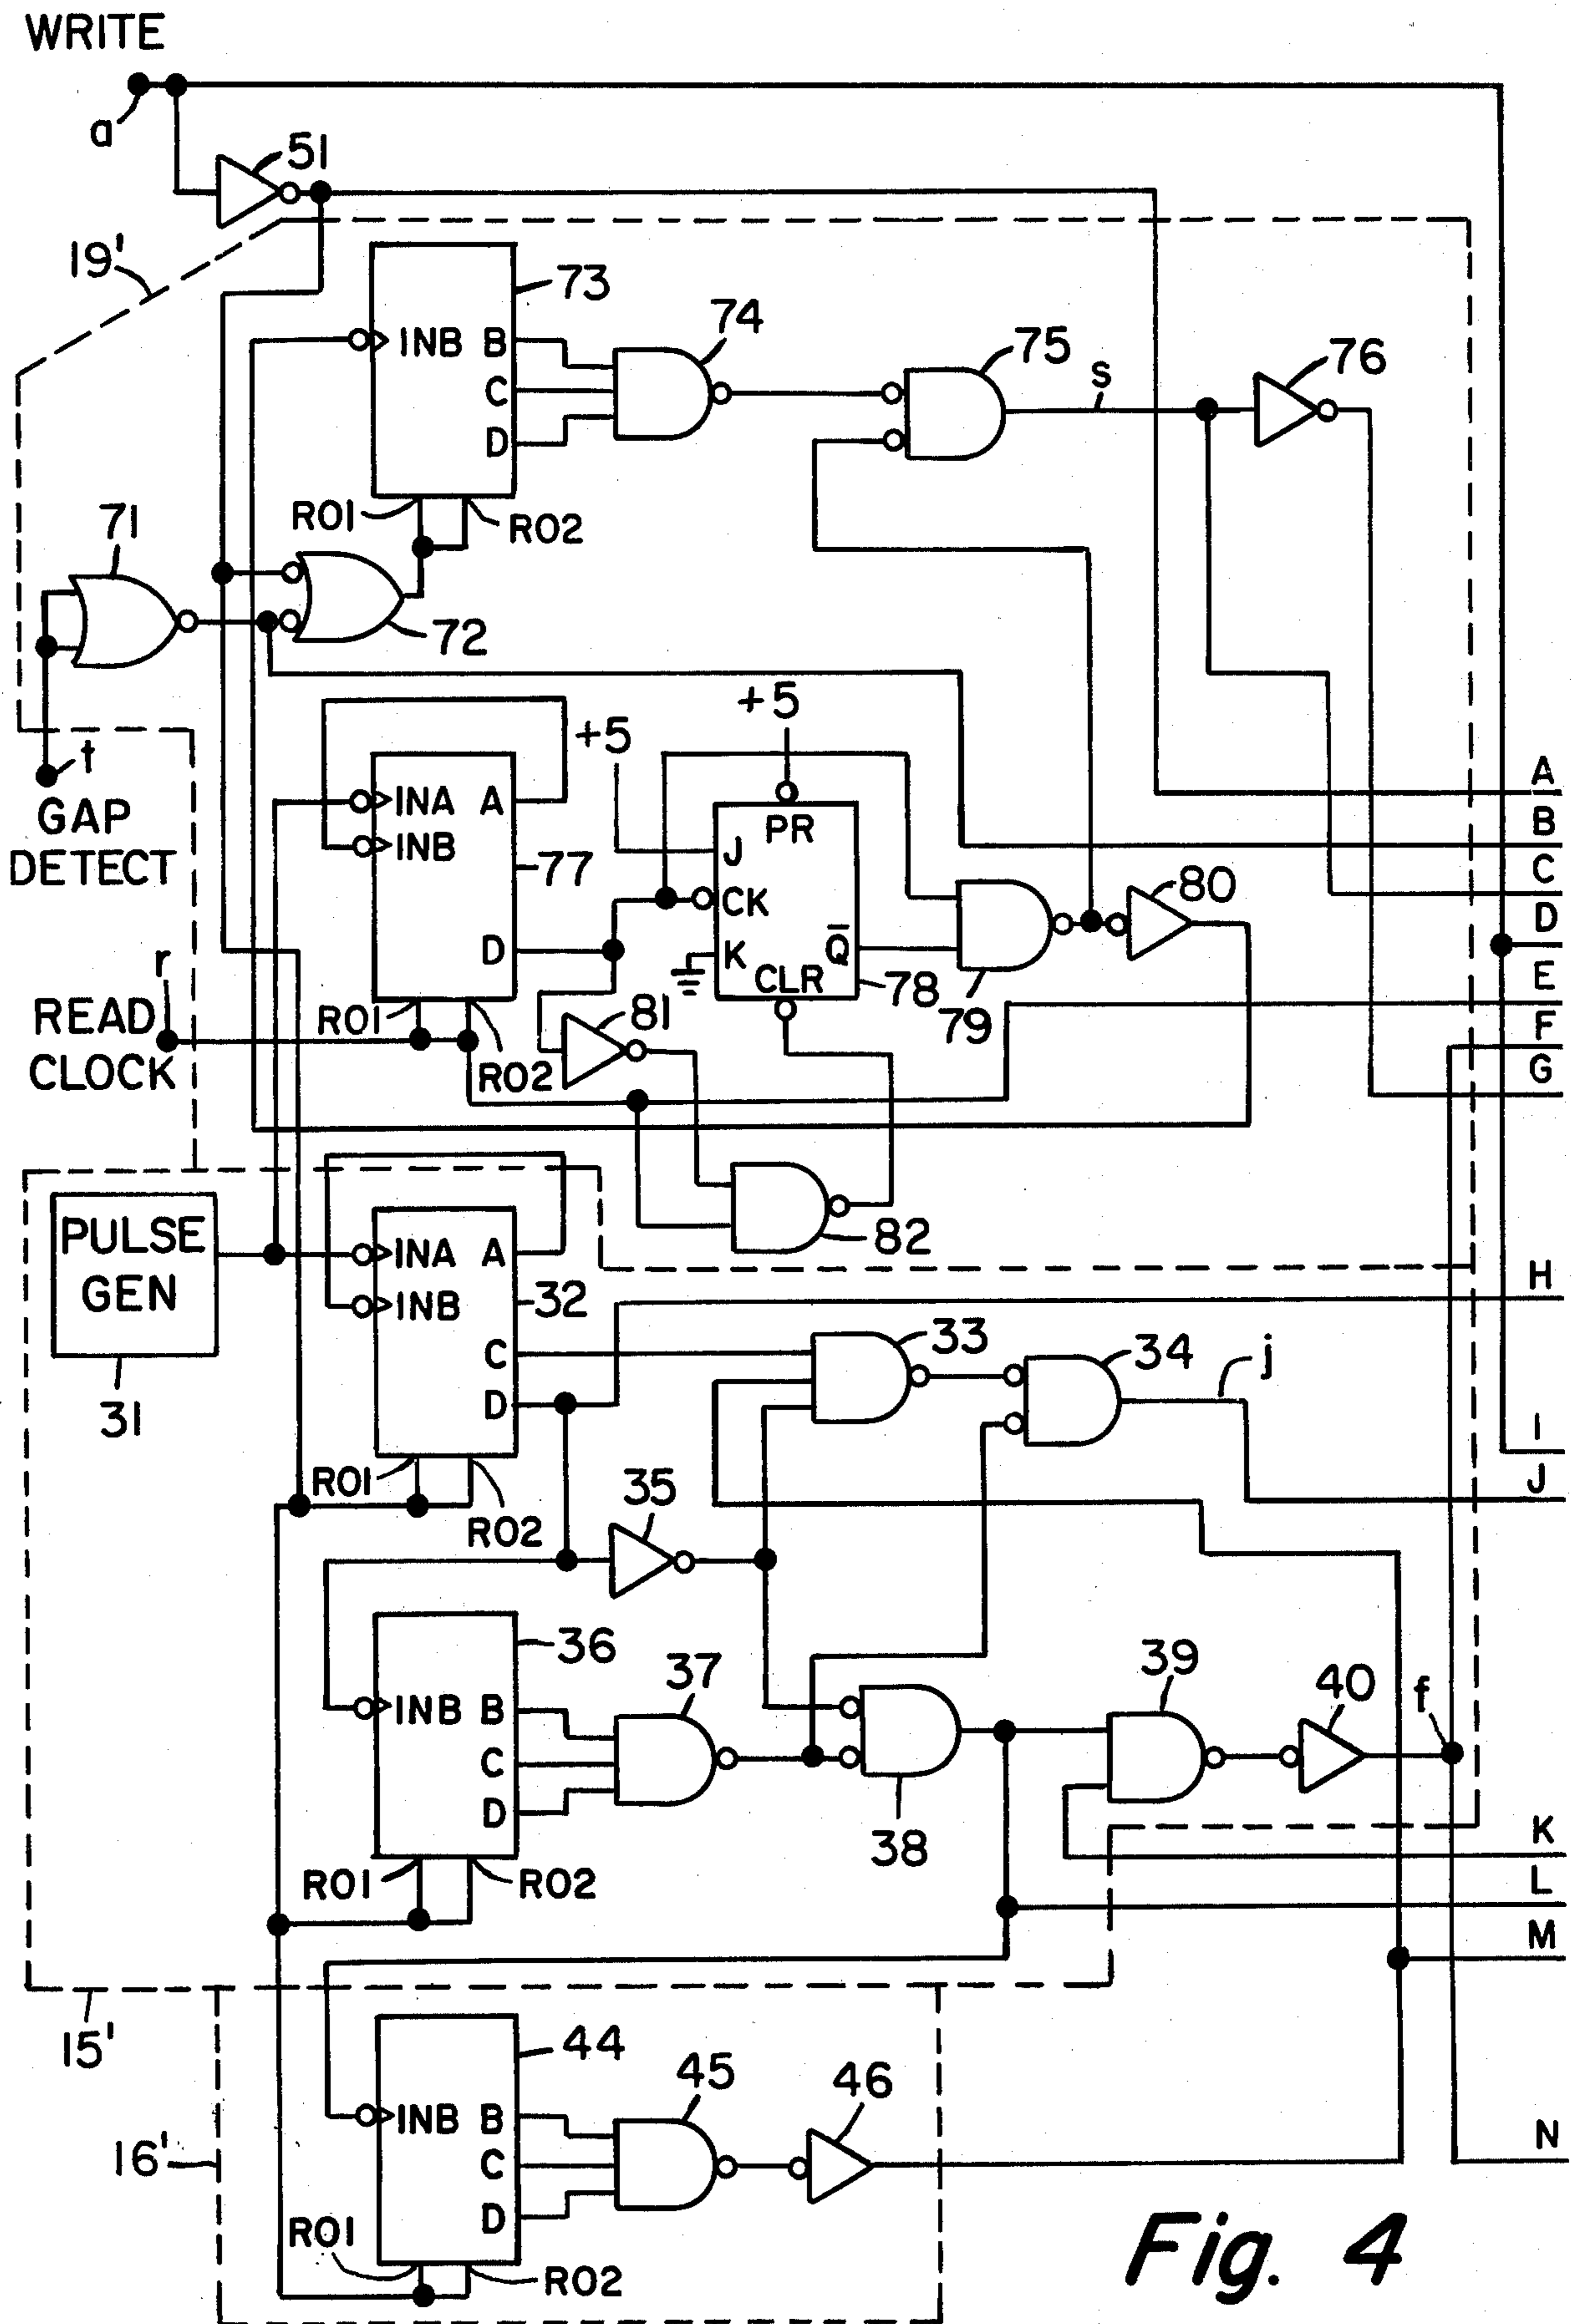 WRITE
a
51
19'
73
INB B
C
D
74
75
s
76
RO1
RO2
71
72
t
GAP
DETECT
+5
+5
INA A
INB
D
77
RO1
RO2
PR
J
CK
K
Q̅
CLR
78
79
80
81
82
r
READ
CLOCK
A
B
C
D
E
F
G
PULSE
GEN
31
INA A
INB
C
D
32
RO1
RO2
33
34
j
H
I
J
35
36
INB B
C
D
RO1
RO2
37
38
39
40
f
K
L
M
N
15'
16'
44
INB B
C
D
RO1
RO2
45
46
Fig. 4